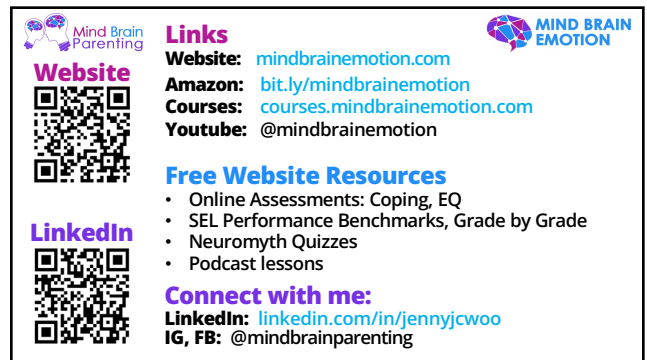 Mind Brain
Parenting
Website
LinkedIn
Links
Website: mindbrainemotion.com
Amazon: bit.ly/mindbrainemotion
Courses: courses.mindbrainemotion.com
Youtube: @mindbrainemotion
MIND BRAIN
EMOTION
Free Website Resources
• Online Assessments: Coping, EQ
• SEL Performance Benchmarks, Grade by Grade
• Neuromyth Quizzes
• Podcast lessons
Connect with me:
LinkedIn: linkedin.com/in/jennyjcwoo
IG, FB: @mindbrainparenting